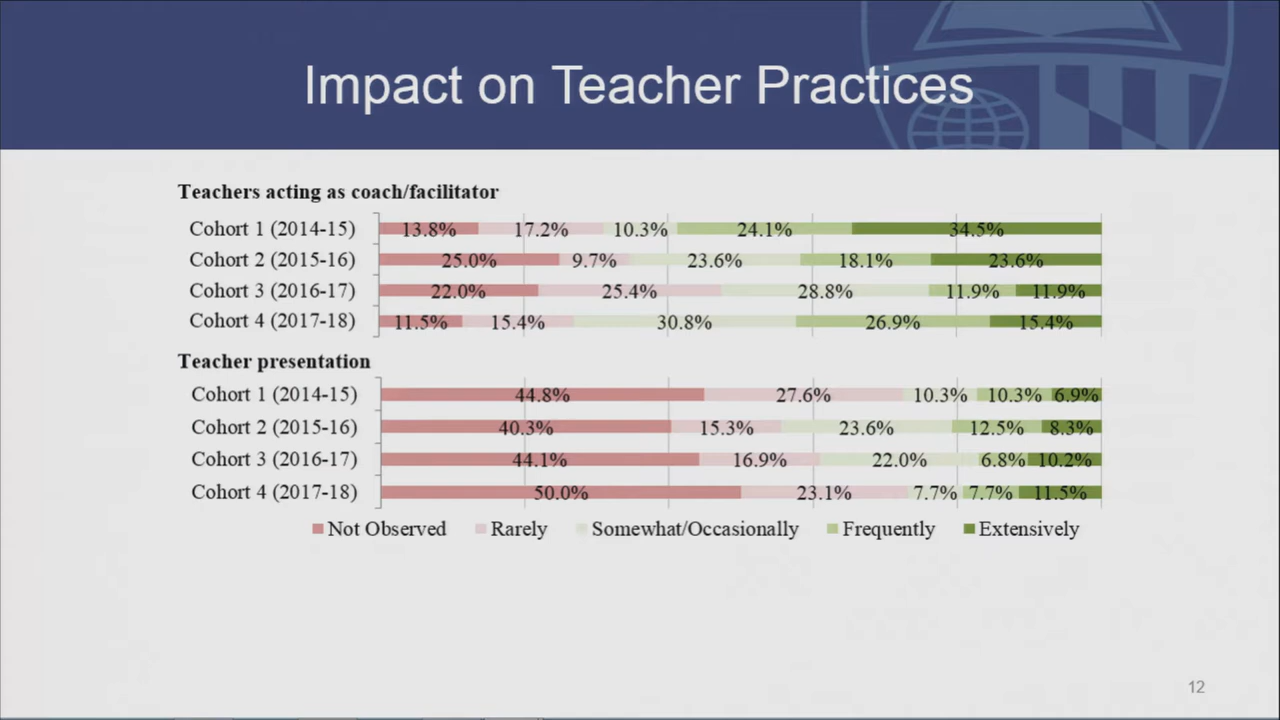 Impact on Teacher Practices
Teachers acting as coach/facilitator
Cohort 1 (2014-15) 13.8% 17.2% 10.3% 24.1% 34.5%
Cohort 2 (2015-16) 25.0% 9.7% 23.6% 18.1% 23.6%
Cohort 3 (2016-17) 22.0% 25.4% 28.8% 11.9% 11.9%
Cohort 4 (2017-18) 11.5% 15.4% 30.8% 26.9% 15.4%
Teacher presentation
Cohort 1 (2014-15) 44.8% 27.6% 10.3% 10.3% 6.9%
Cohort 2 (2015-16) 40.3% 15.3% 23.6% 12.5% 8.3%
Cohort 3 (2016-17) 44.1% 16.9% 22.0% 6.8% 10.2%
Cohort 4 (2017-18) 50.0% 23.1% 7.7% 7.7% 11.5%
Not Observed Rarely Somewhat/Occasionally Frequently Extensively
12